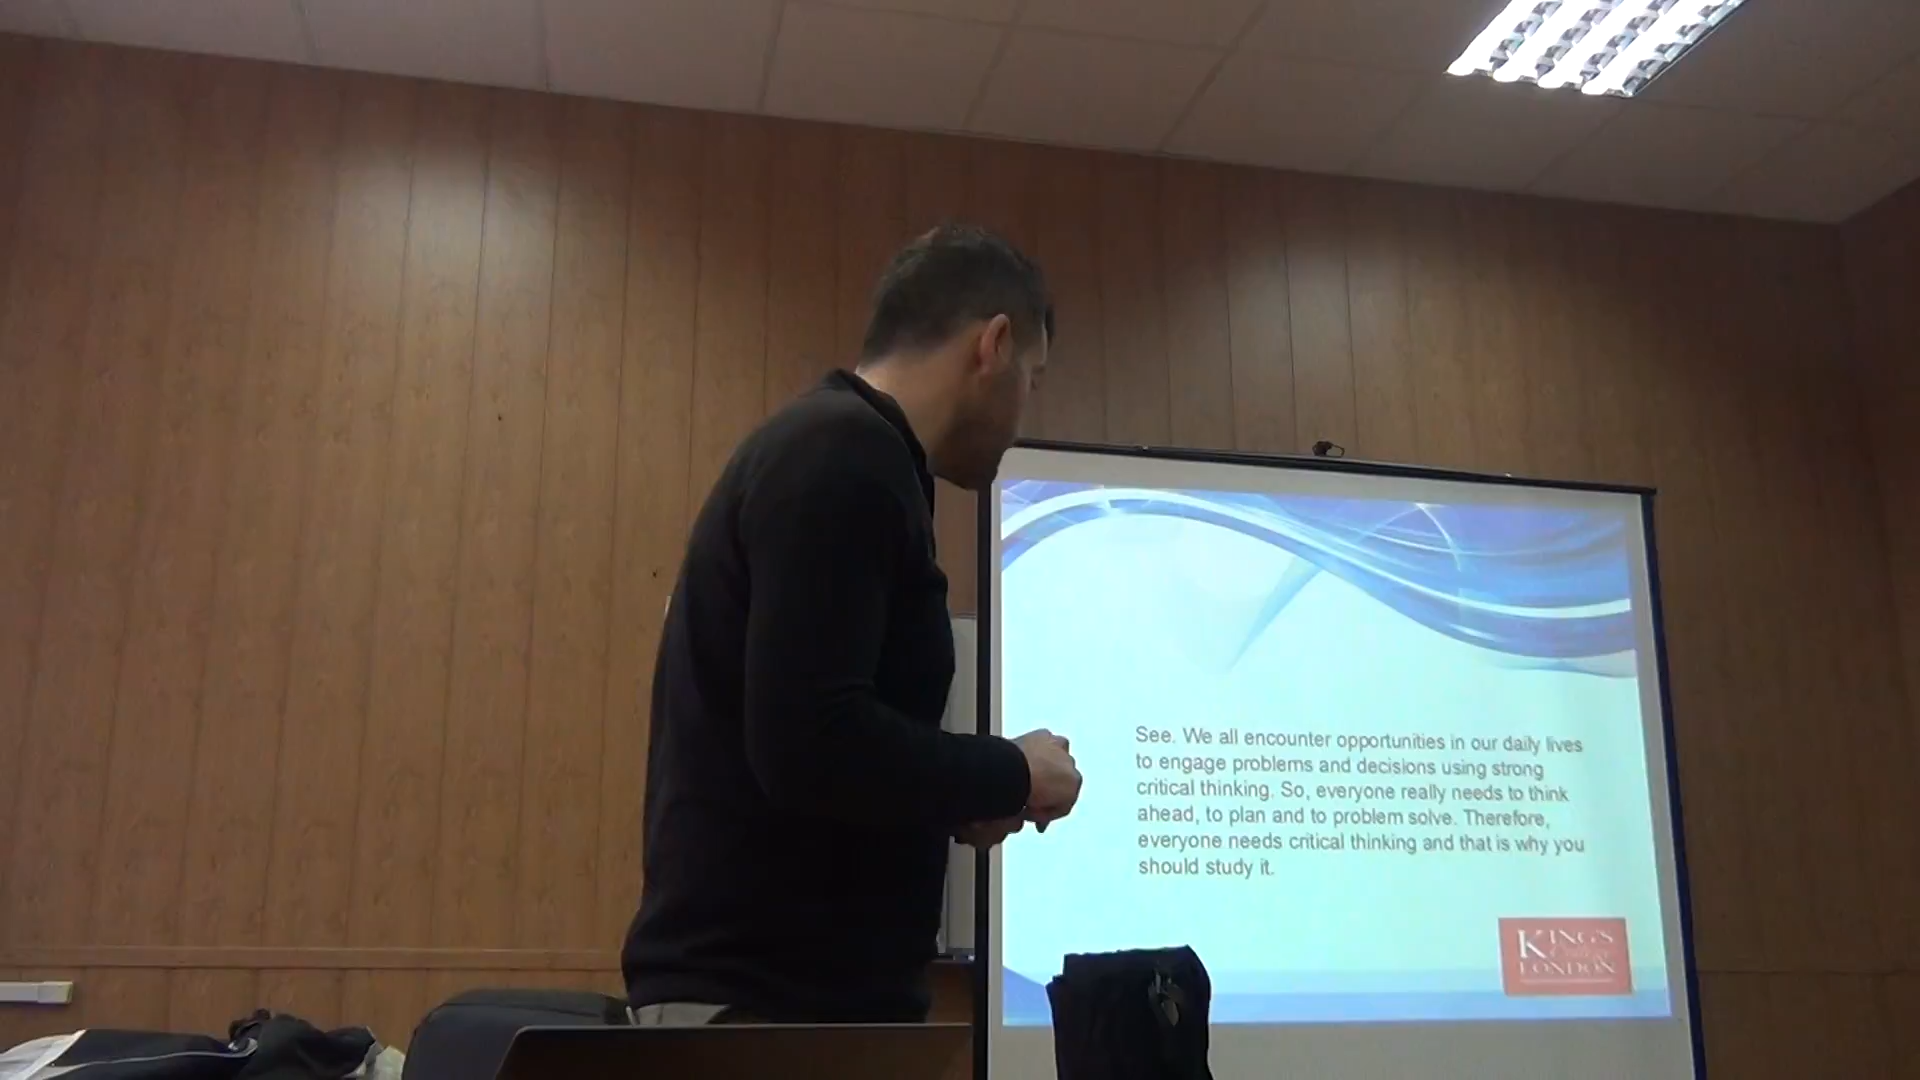 See. We all encounter opportunities in our daily lives
to engage problems and decisions using strong
critical thinking. So, everyone really needs to think
ahead, to plan and to problem solve. Therefore,
everyone needs critical thinking and that is why you
should study it.
KING'S
College
LONDON